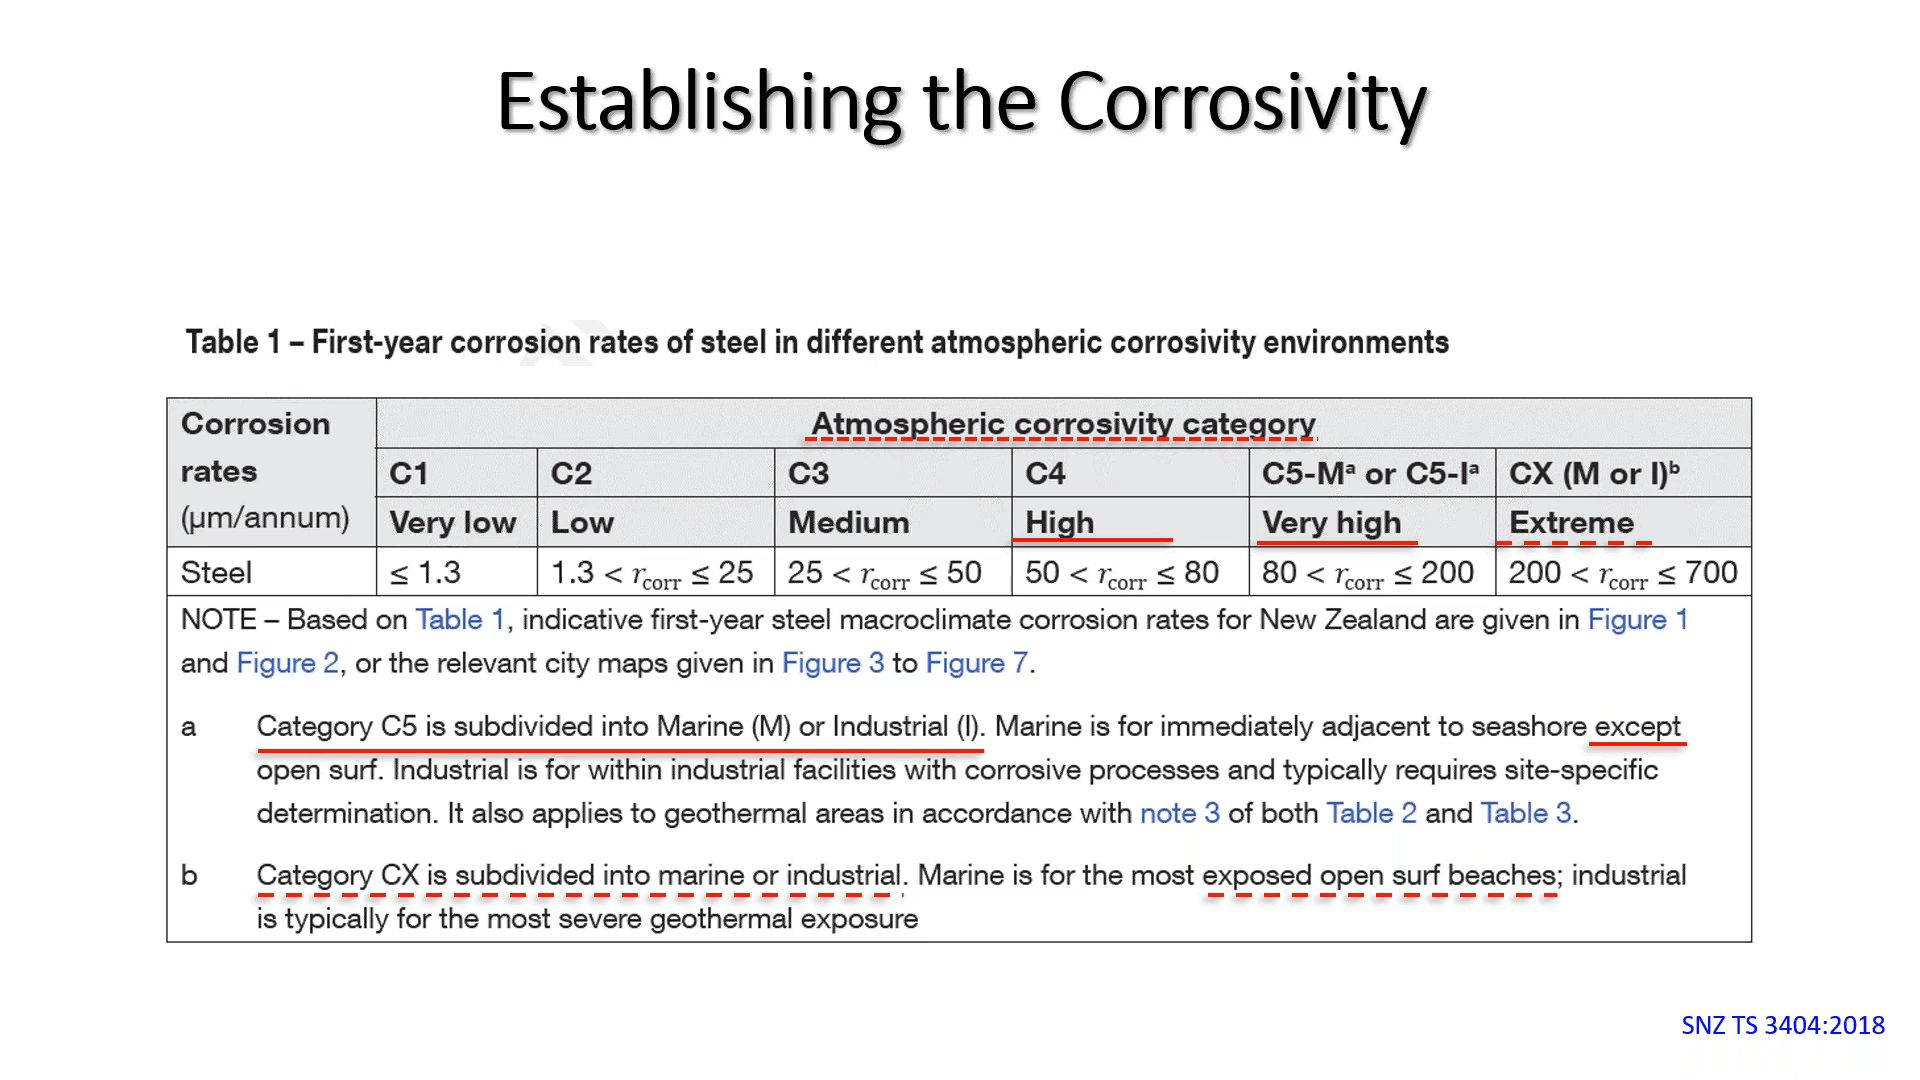 Establishing the Corrosivity
Table 1 – First-year corrosion rates of steel in different atmospheric corrosivity environments
Corrosion rates (µm/annum) Atmospheric corrosivity category
C1 C2 C3 C4 C5-Mᵃ or C5-Iᵃ CX (M or I)ᵇ
Very low Low Medium High Very high Extreme
Steel ≤ 1.3 1.3 < r_corr ≤ 25 25 < r_corr ≤ 50 50 < r_corr ≤ 80 80 < r_corr ≤ 200 200 < r_corr ≤ 700
NOTE – Based on Table 1, indicative first-year steel macroclimate corrosion rates for New Zealand are given in Figure 1
and Figure 2, or the relevant city maps given in Figure 3 to Figure 7.
a Category C5 is subdivided into Marine (M) or Industrial (I). Marine is for immediately adjacent to seashore except
open surf. Industrial is for within industrial facilities with corrosive processes and typically requires site-specific
determination. It also applies to geothermal areas in accordance with note 3 of both Table 2 and Table 3.
b Category CX is subdivided into marine or industrial. Marine is for the most exposed open surf beaches; industrial
is typically for the most severe geothermal exposure
SNZ TS 3404:2018